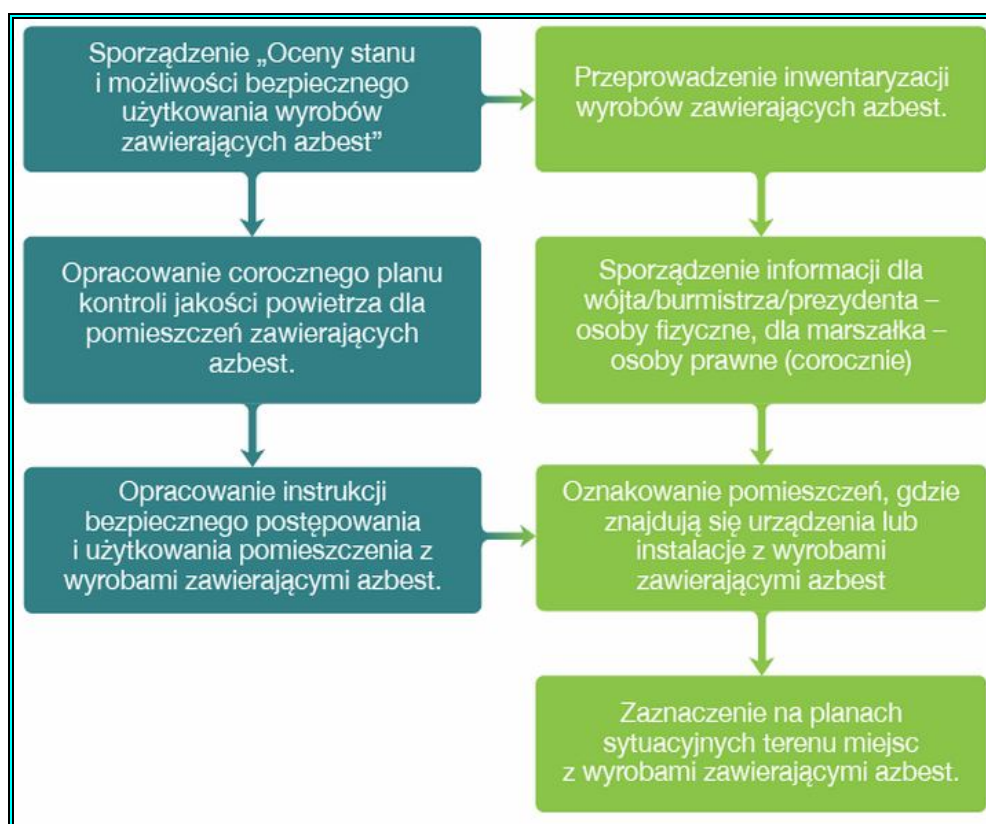 Sporządzenie „Oceny stanu
i możliwości bezpiecznego
użytkowania wyrobów
zawierających azbest”
Przeprowadzenie inwentaryzacji
wyrobów zawierających azbest.
Opracowanie corocznego planu
kontroli jakości powietrza dla
pomieszczeń zawierających
azbest.
Sporządzenie informacji dla
wójta/burmistrza/prezydenta –
osoby fizyczne, dla marszałka –
osoby prawne (corocznie)
Opracowanie instrukcji
bezpiecznego postępowania
i użytkowania pomieszczenia z
wyrobami zawierającymi azbest.
Oznakowanie pomieszczeń, gdzie
znajdują się urządzenia lub
instalacje z wyrobami
zawierającymi azbest
Zaznaczenie na planach
sytuacyjnych terenu miejsc
z wyrobami zawierającymi azbest.